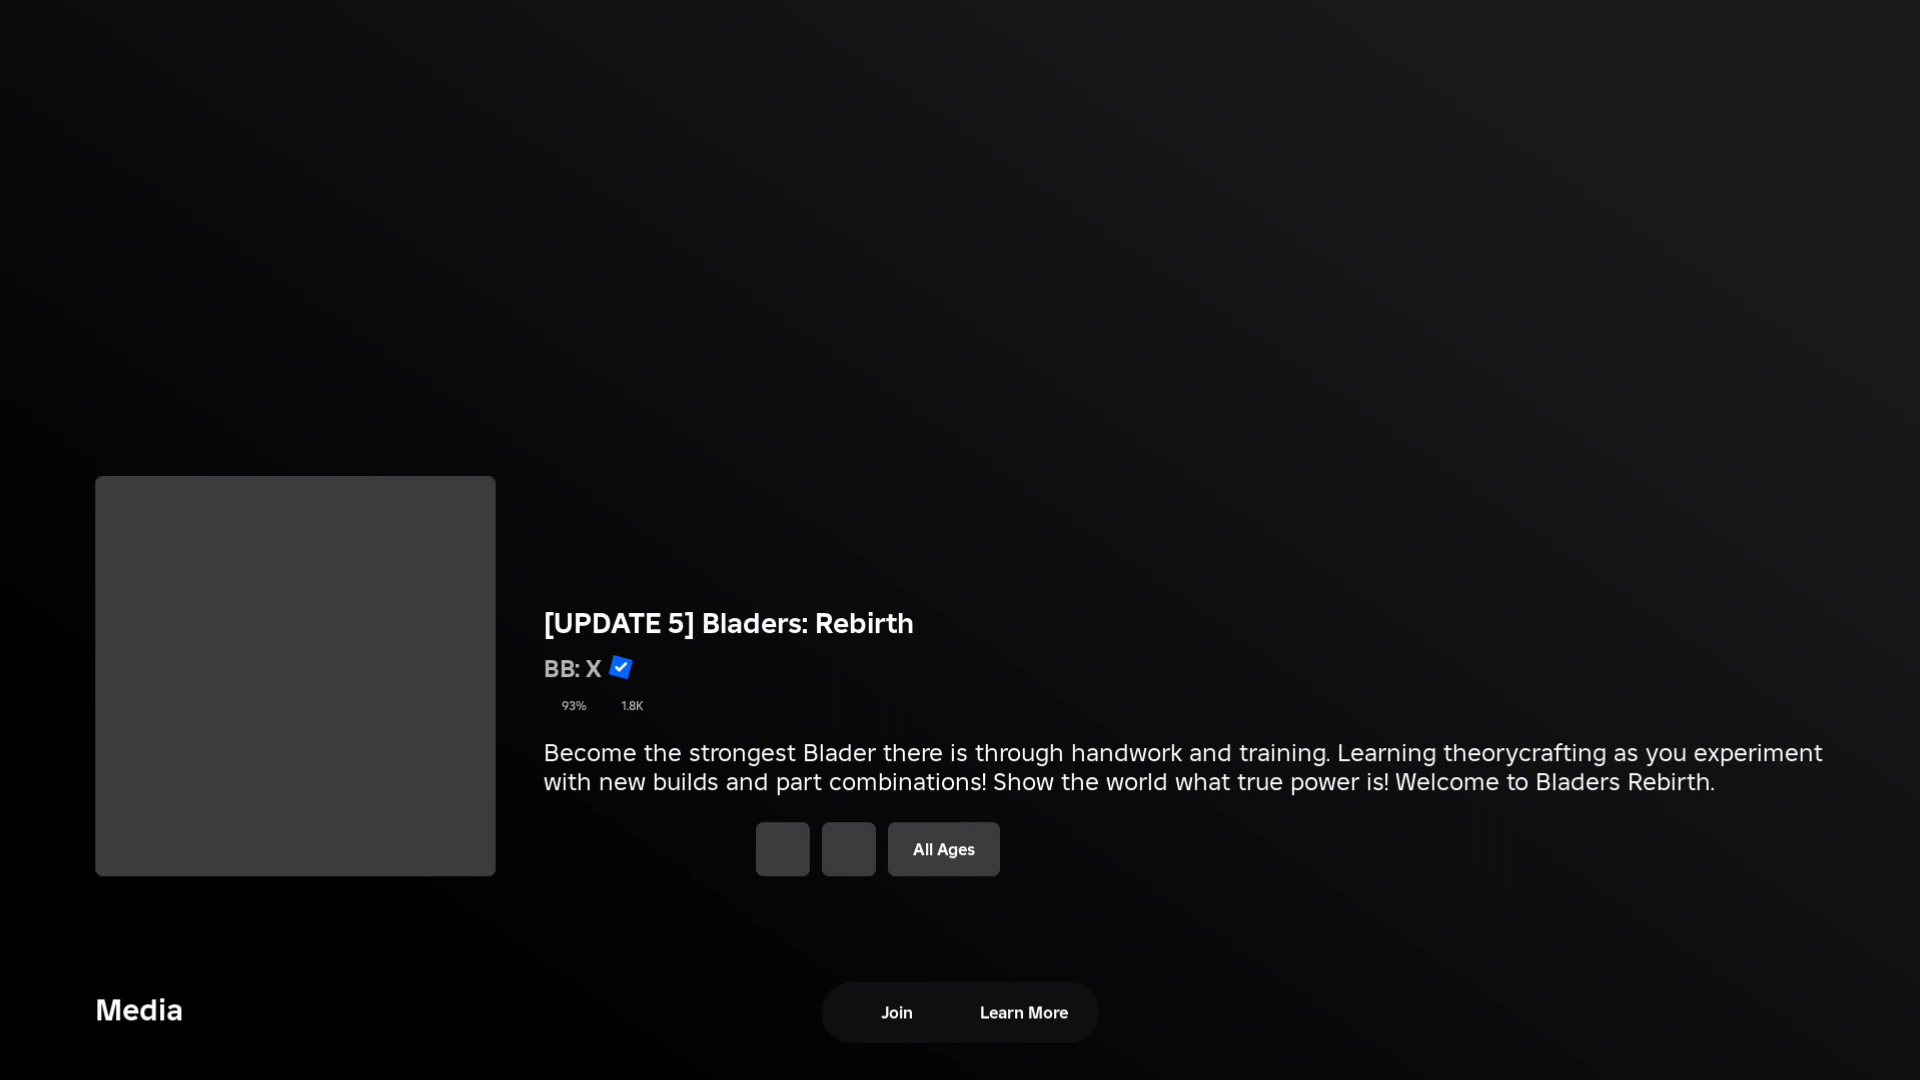 [UPDATE 5] Bladers: Rebirth
BB: X
93% 1.8K
Become the strongest Blader there is through handwork and training. Learning theorycrafting as you experiment
with new builds and part combinations! Show the world what true power is! Welcome to Bladers Rebirth.
All Ages
Media
Join Learn More